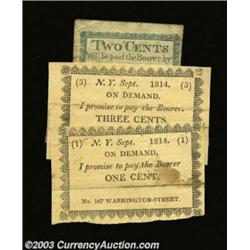 TWO CENTS
Will be paid the Bearer, by
(3) N. Y. Sept. 1814. (3)
ON DEMAND,
I promise to pay the Bearer.
THREE CENTS.
(1) N. Y. Sept. 1814. (1)
ON DEMAND,
I promise to pay the Bearer
ONE CENT.
No. 167 WASHINGTON-STREET.
©2003 CurrencyAuction.com